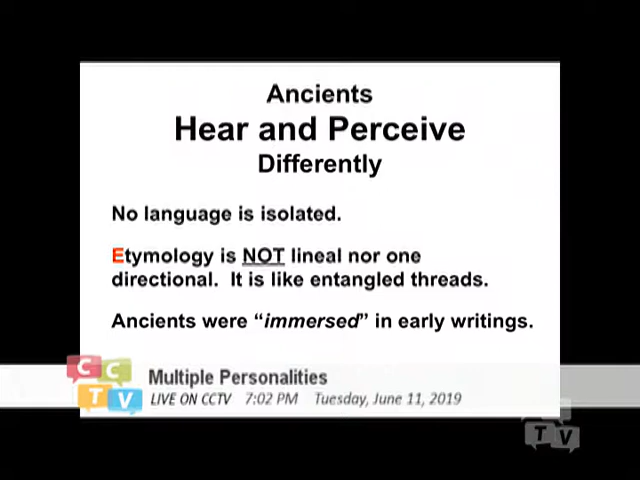 Ancients
Hear and Perceive
Differently
No language is isolated.
Etymology is NOT lineal nor one
directional. It is like entangled threads.
Ancients were “immersed” in early writings.
CC
TV
Multiple Personalities
LIVE ON CCTV 7:02 PM Tuesday, June 11, 2019
TV